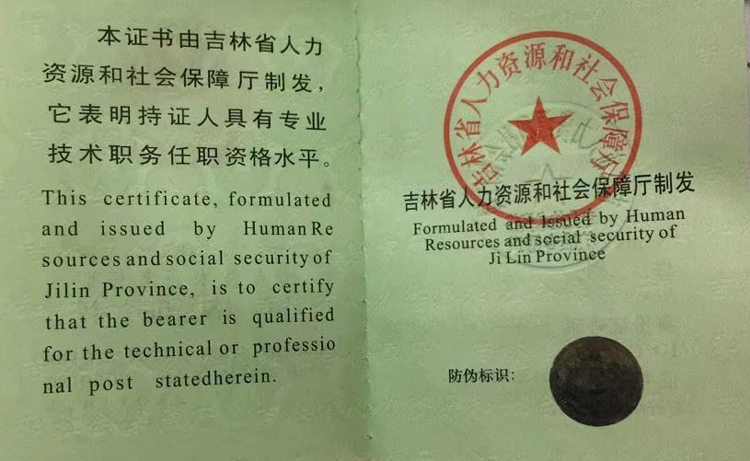 本证书由吉林省人力
资源和社会保障厅制发，
它表明持证人具有专业
技术职务任职资格水平。
This certificate, formulated
and issued by HumanRe
sources and social security of
Jilin Province, is to certify
that the bearer is qualified
for the technical or professio
nal post statedherein.
吉林省人力资源和社会保障厅
吉林省人力资源和社会保障厅制发
Formulated and Issued by Human
Resources and social security of
Ji Lin Province
防伪标识：